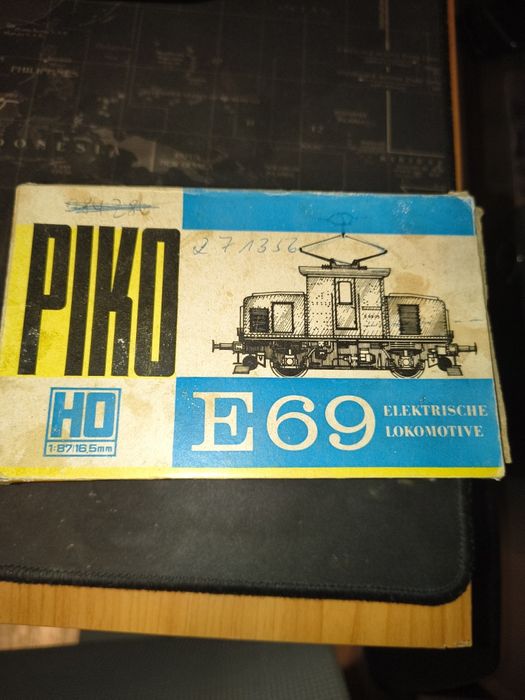 PIKO
271356
HO
1:87/16,5mm
E69
ELEKTRISCHE
LOKOMOTIVE